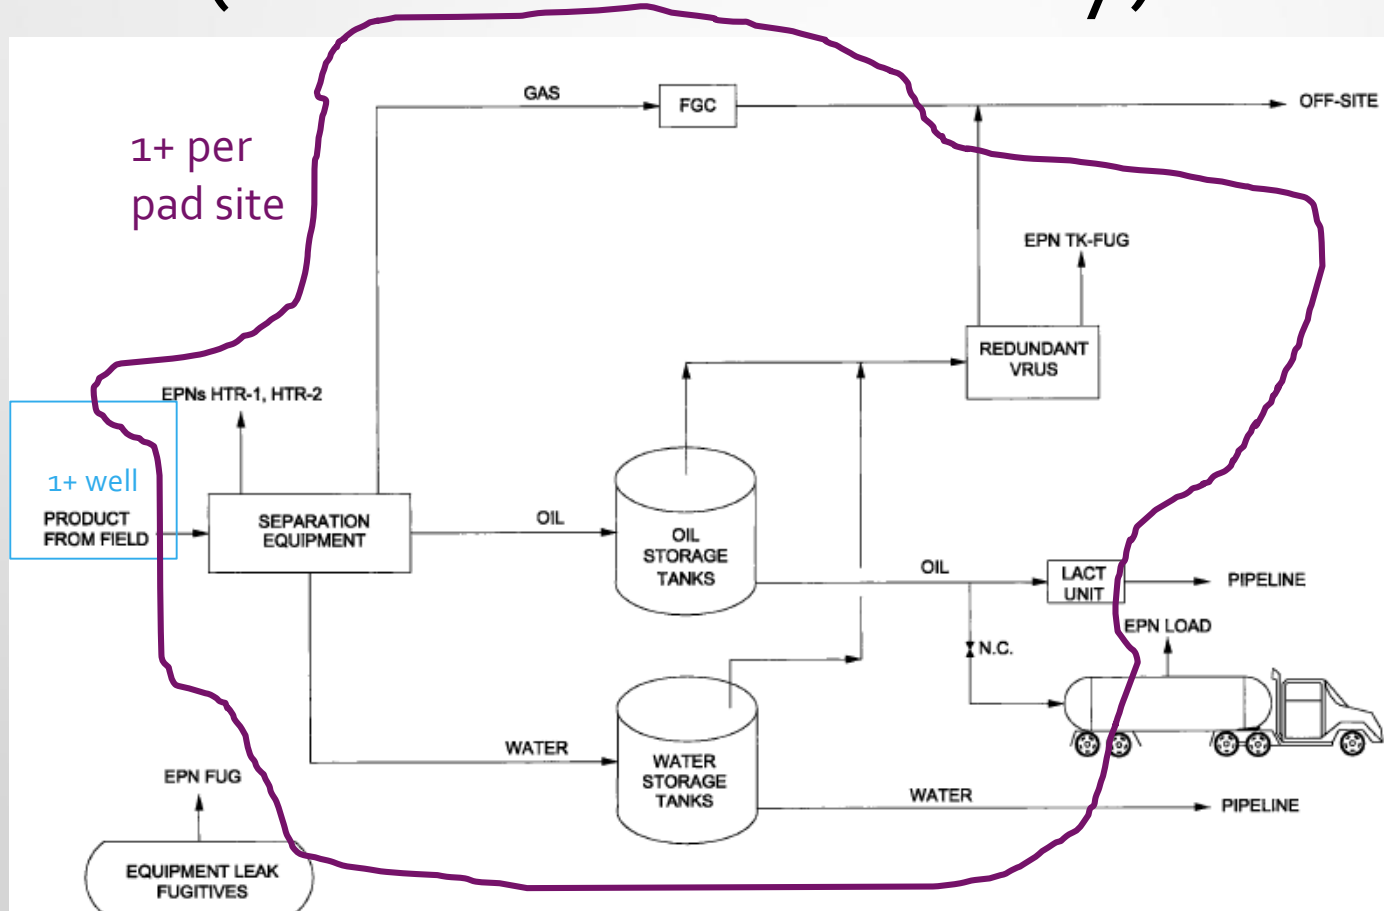 GAS
FGC
OFF-SITE
1+ per
pad site
EPN TK-FUG
REDUNDANT
VRUS
EPNs HTR-1, HTR-2
1+ well
PRODUCT
FROM FIELD
SEPARATION
EQUIPMENT
OIL
OIL
STORAGE
TANKS
OIL
LACT
UNIT
PIPELINE
EPN LOAD
N.C.
WATER
WATER
STORAGE
TANKS
WATER
PIPELINE
EPN FUG
EQUIPMENT LEAK
FUGITIVES